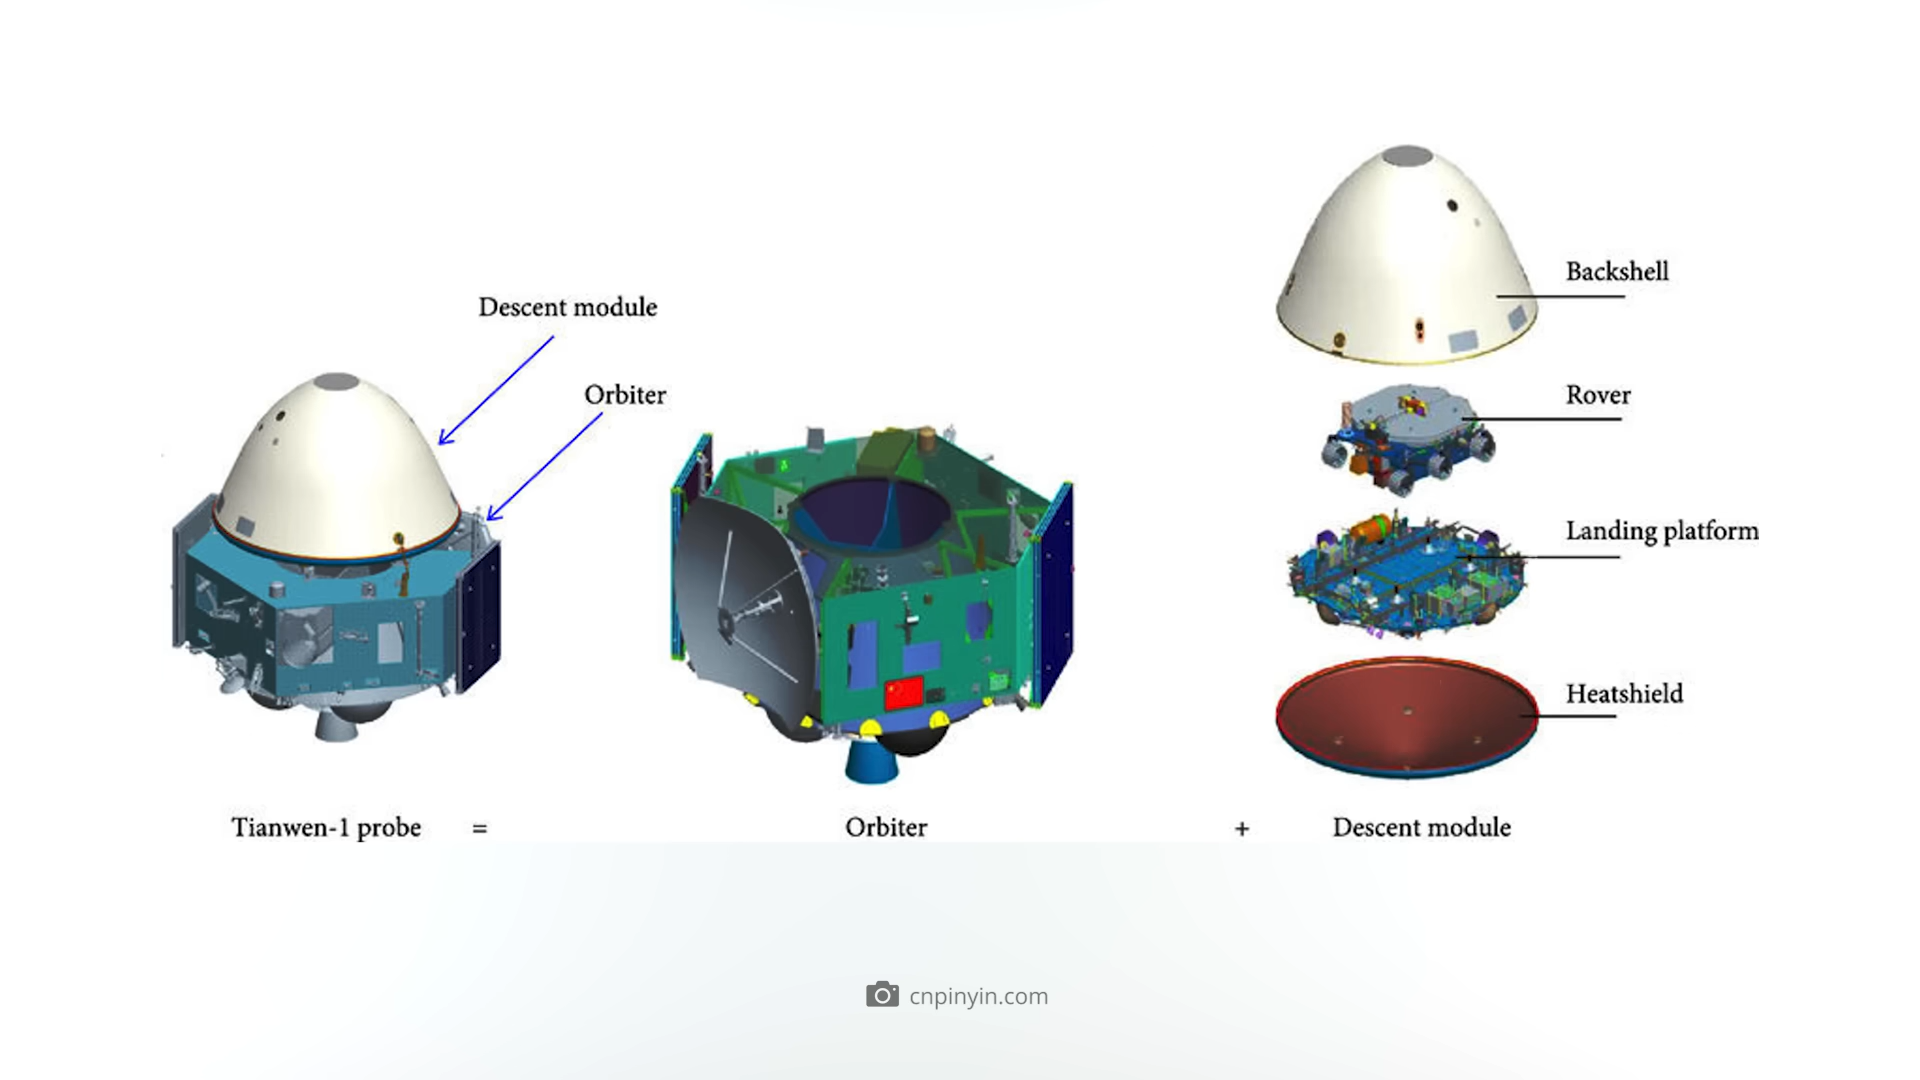 Descent module
Orbiter
Backshell
Rover
Landing platform
Heatshield
Tianwen-1 probe = Orbiter + Descent module
cnpinyin.com